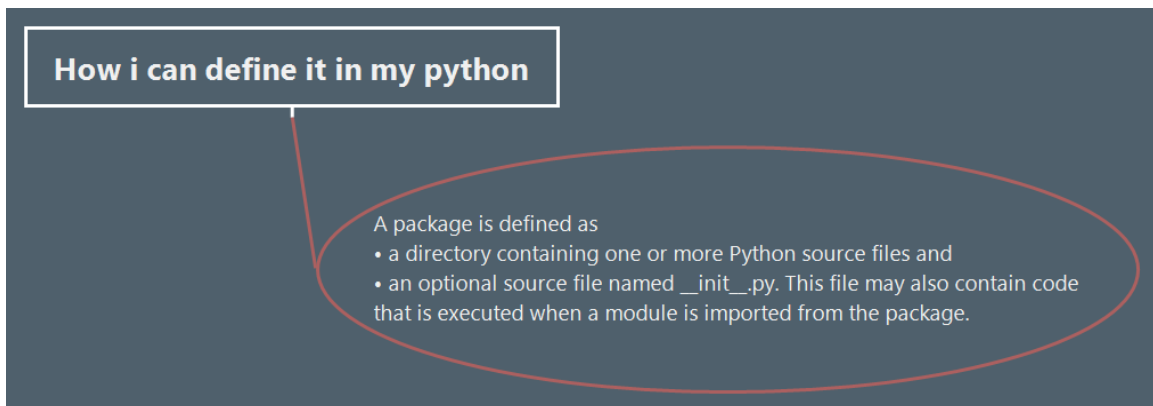 How i can define it in my python
A package is defined as
• a directory containing one or more Python source files and
• an optional source file named __init__.py. This file may also contain code
that is executed when a module is imported from the package.